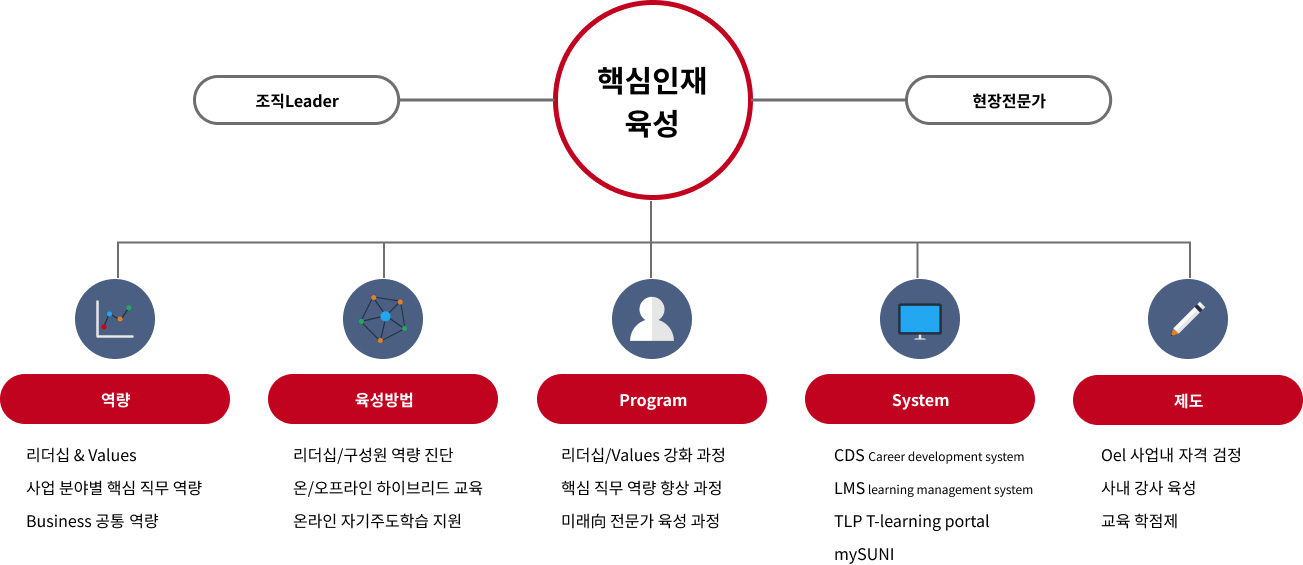 핵심인재
육성
조직Leader
현장전문가
역량
리더십 & Values
사업 분야별 핵심 직무 역량
Business 공통 역량
육성방법
리더십/구성원 역량 진단
온/오프라인 하이브리드 교육
온라인 자기주도학습 지원
Program
리더십/Values 강화 과정
핵심 직무 역량 향상 과정
미래向 전문가 육성 과정
System
CDS Career development system
LMS learning management system
TLP T-learning portal
mySUNI
제도
Oel 사업내 자격 검정
사내 강사 육성
교육 학점제